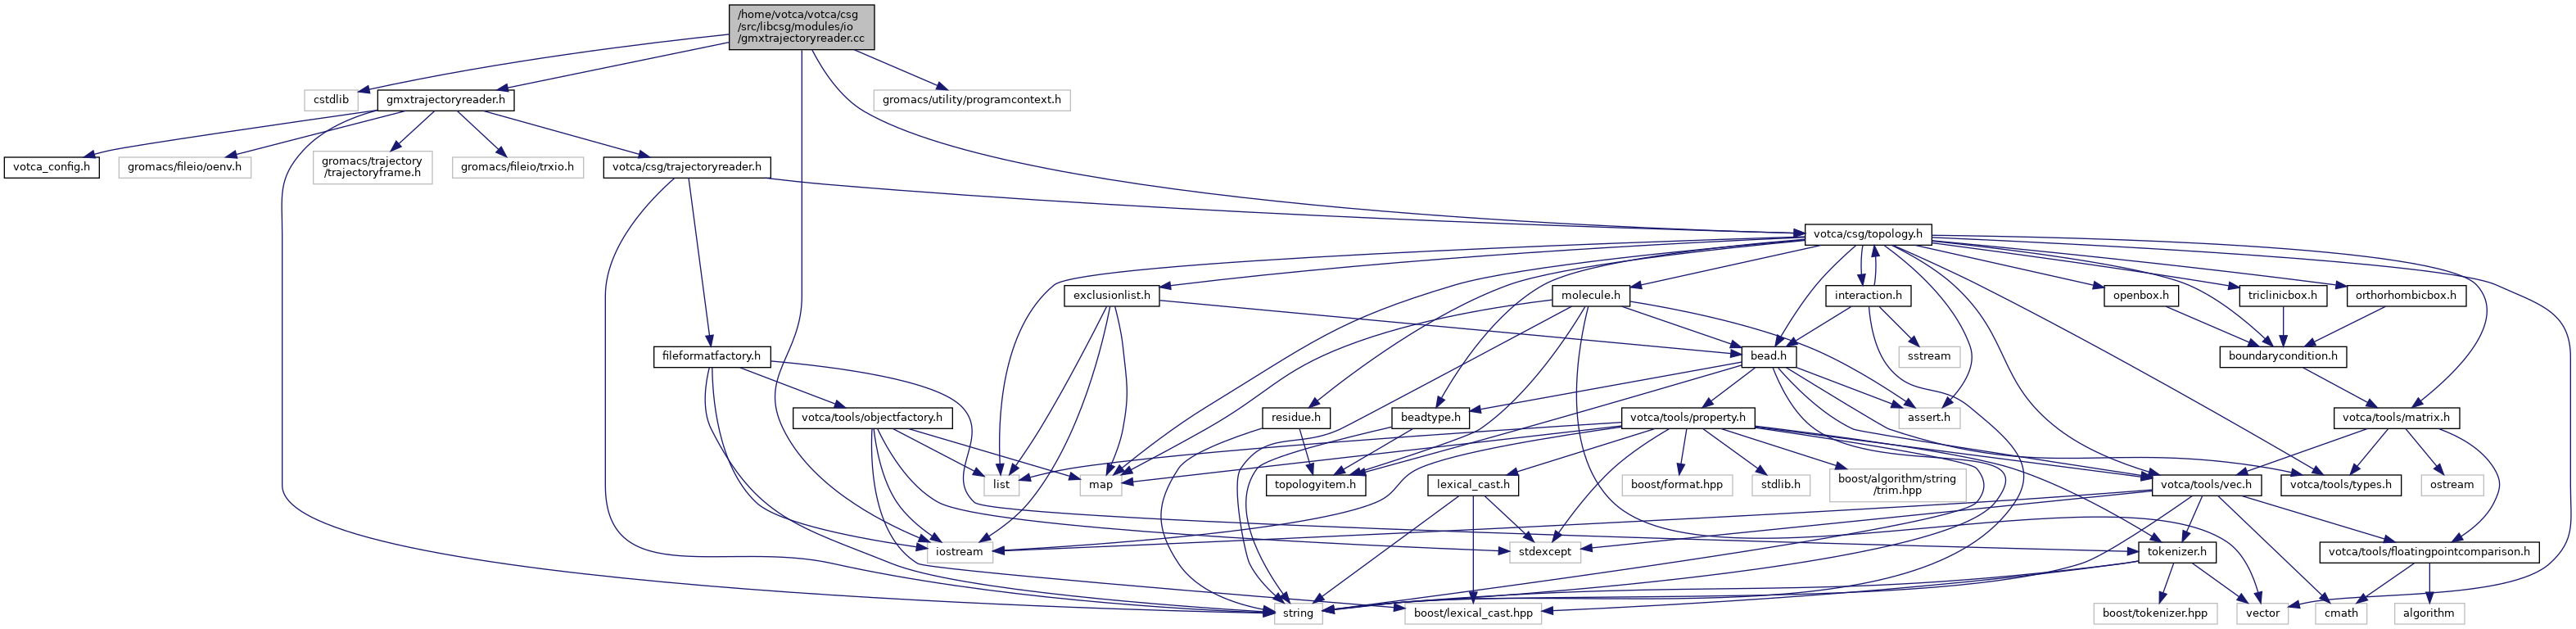 /home/votca/votca/csg
/src/libcsg/modules/io
/gmxtrajectoryreader.cc
cstdlib
gmxtrajectoryreader.h
gromacs/utility/programcontext.h
votca_config.h
gromacs/fileio/oenv.h
gromacs/trajectory
/trajectoryframe.h
gromacs/fileio/trxio.h
votca/csg/trajectoryreader.h
votca/csg/topology.h
exclusionlist.h
molecule.h
interaction.h
openbox.h
triclinicbox.h
orthorhombicbox.h
fileformatfactory.h
bead.h
sstream
boundarycondition.h
votca/tools/objectfactory.h
residue.h
beadtype.h
votca/tools/property.h
assert.h
votca/tools/matrix.h
list
map
topologyitem.h
lexical_cast.h
boost/format.hpp
stdlib.h
boost/algorithm/string
/trim.hpp
votca/tools/vec.h
votca/tools/types.h
ostream
iostream
stdexcept
tokenizer.h
votca/tools/floatingpointcomparison.h
string
boost/lexical_cast.hpp
boost/tokenizer.hpp
vector
cmath
algorithm